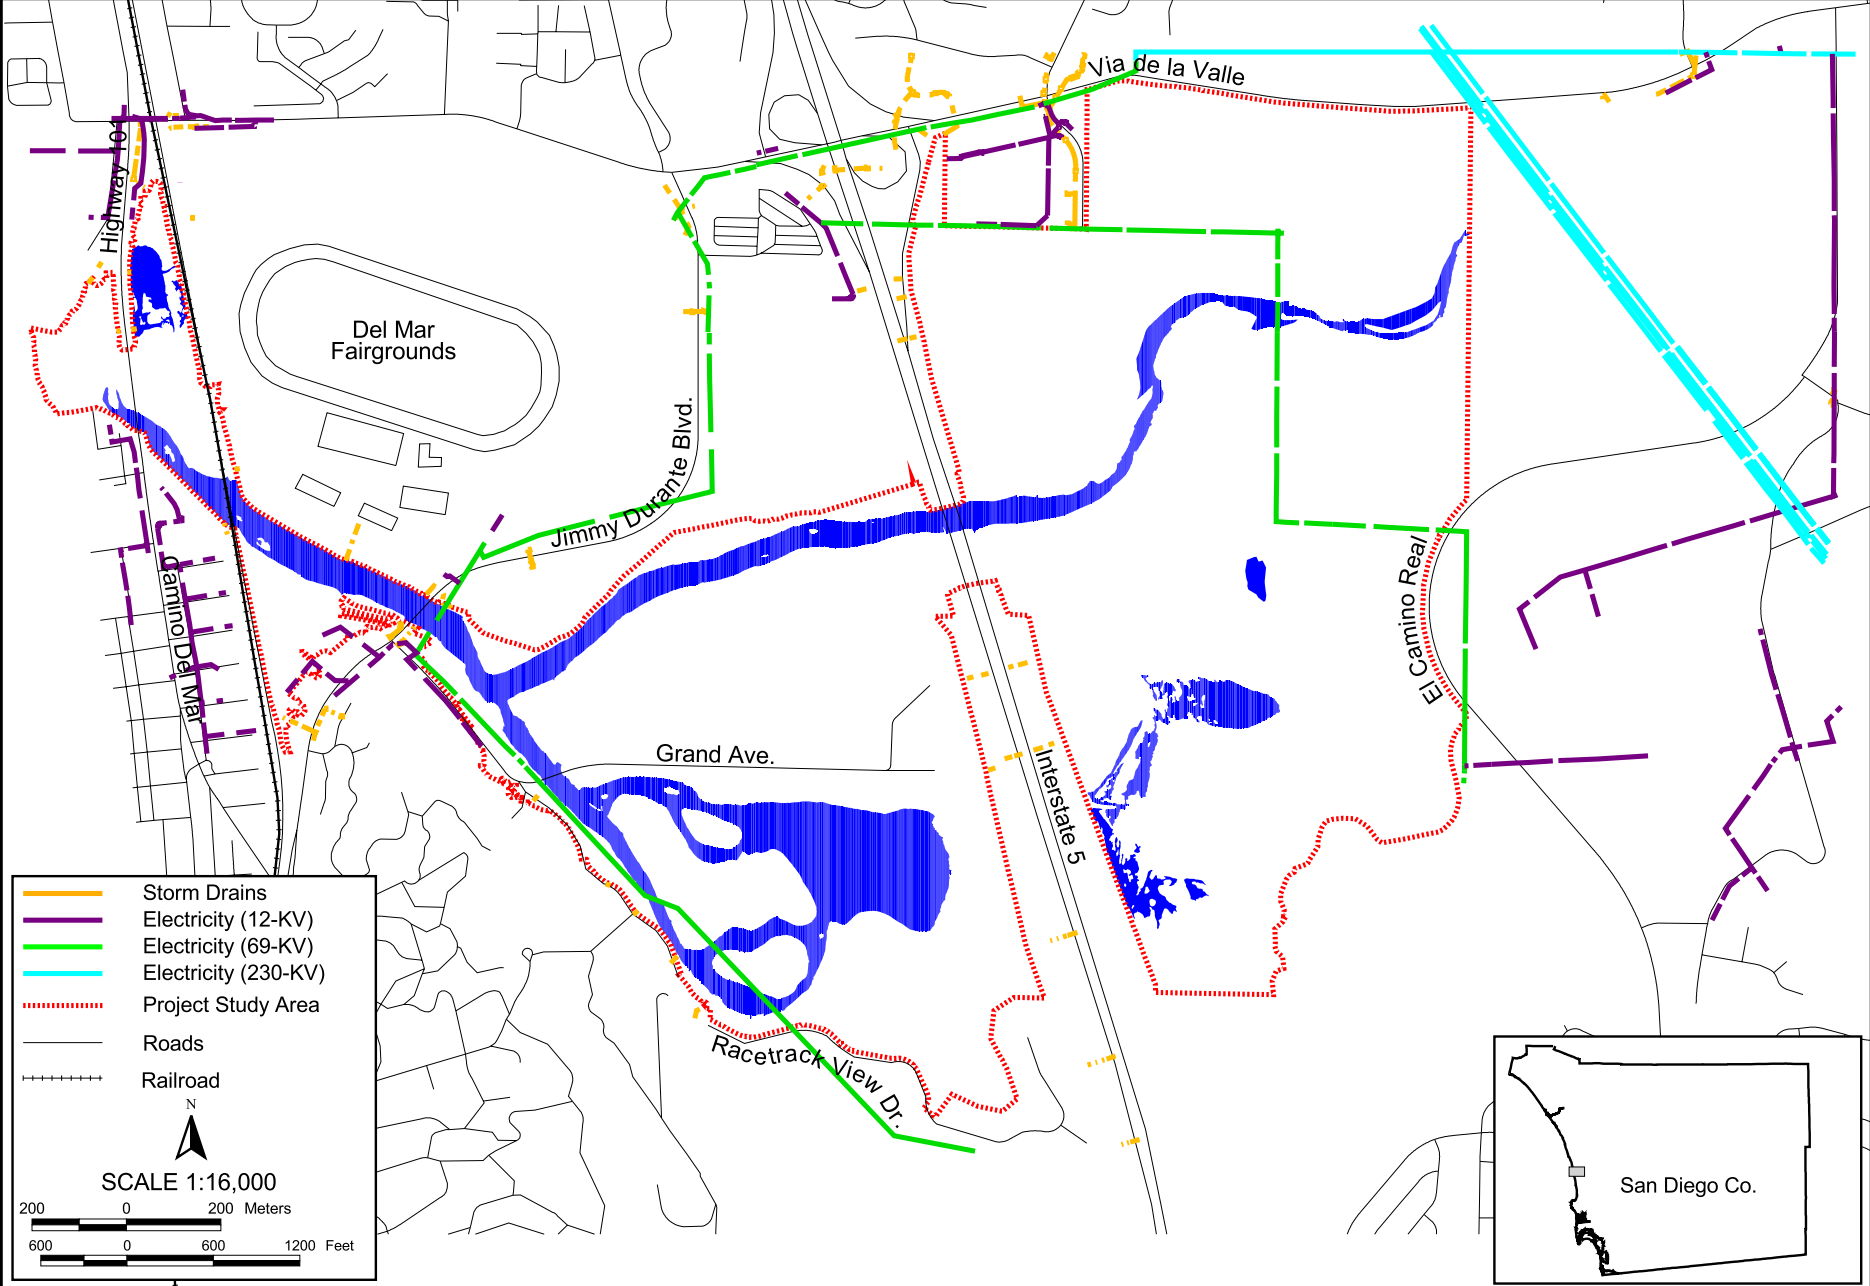 Via de la Valle
Highway 101
Del Mar
Fairgrounds
Jimmy Durante Blvd.
El Camino Real
Camino Del Mar
Grand Ave.
Interstate 5
Racetrack View Dr.
Storm Drains
Electricity (12-KV)
Electricity (69-KV)
Electricity (230-KV)
Project Study Area
Roads
Railroad
N
SCALE 1:16,000
200 0 200 Meters
600 0 600 1200 Feet
San Diego Co.